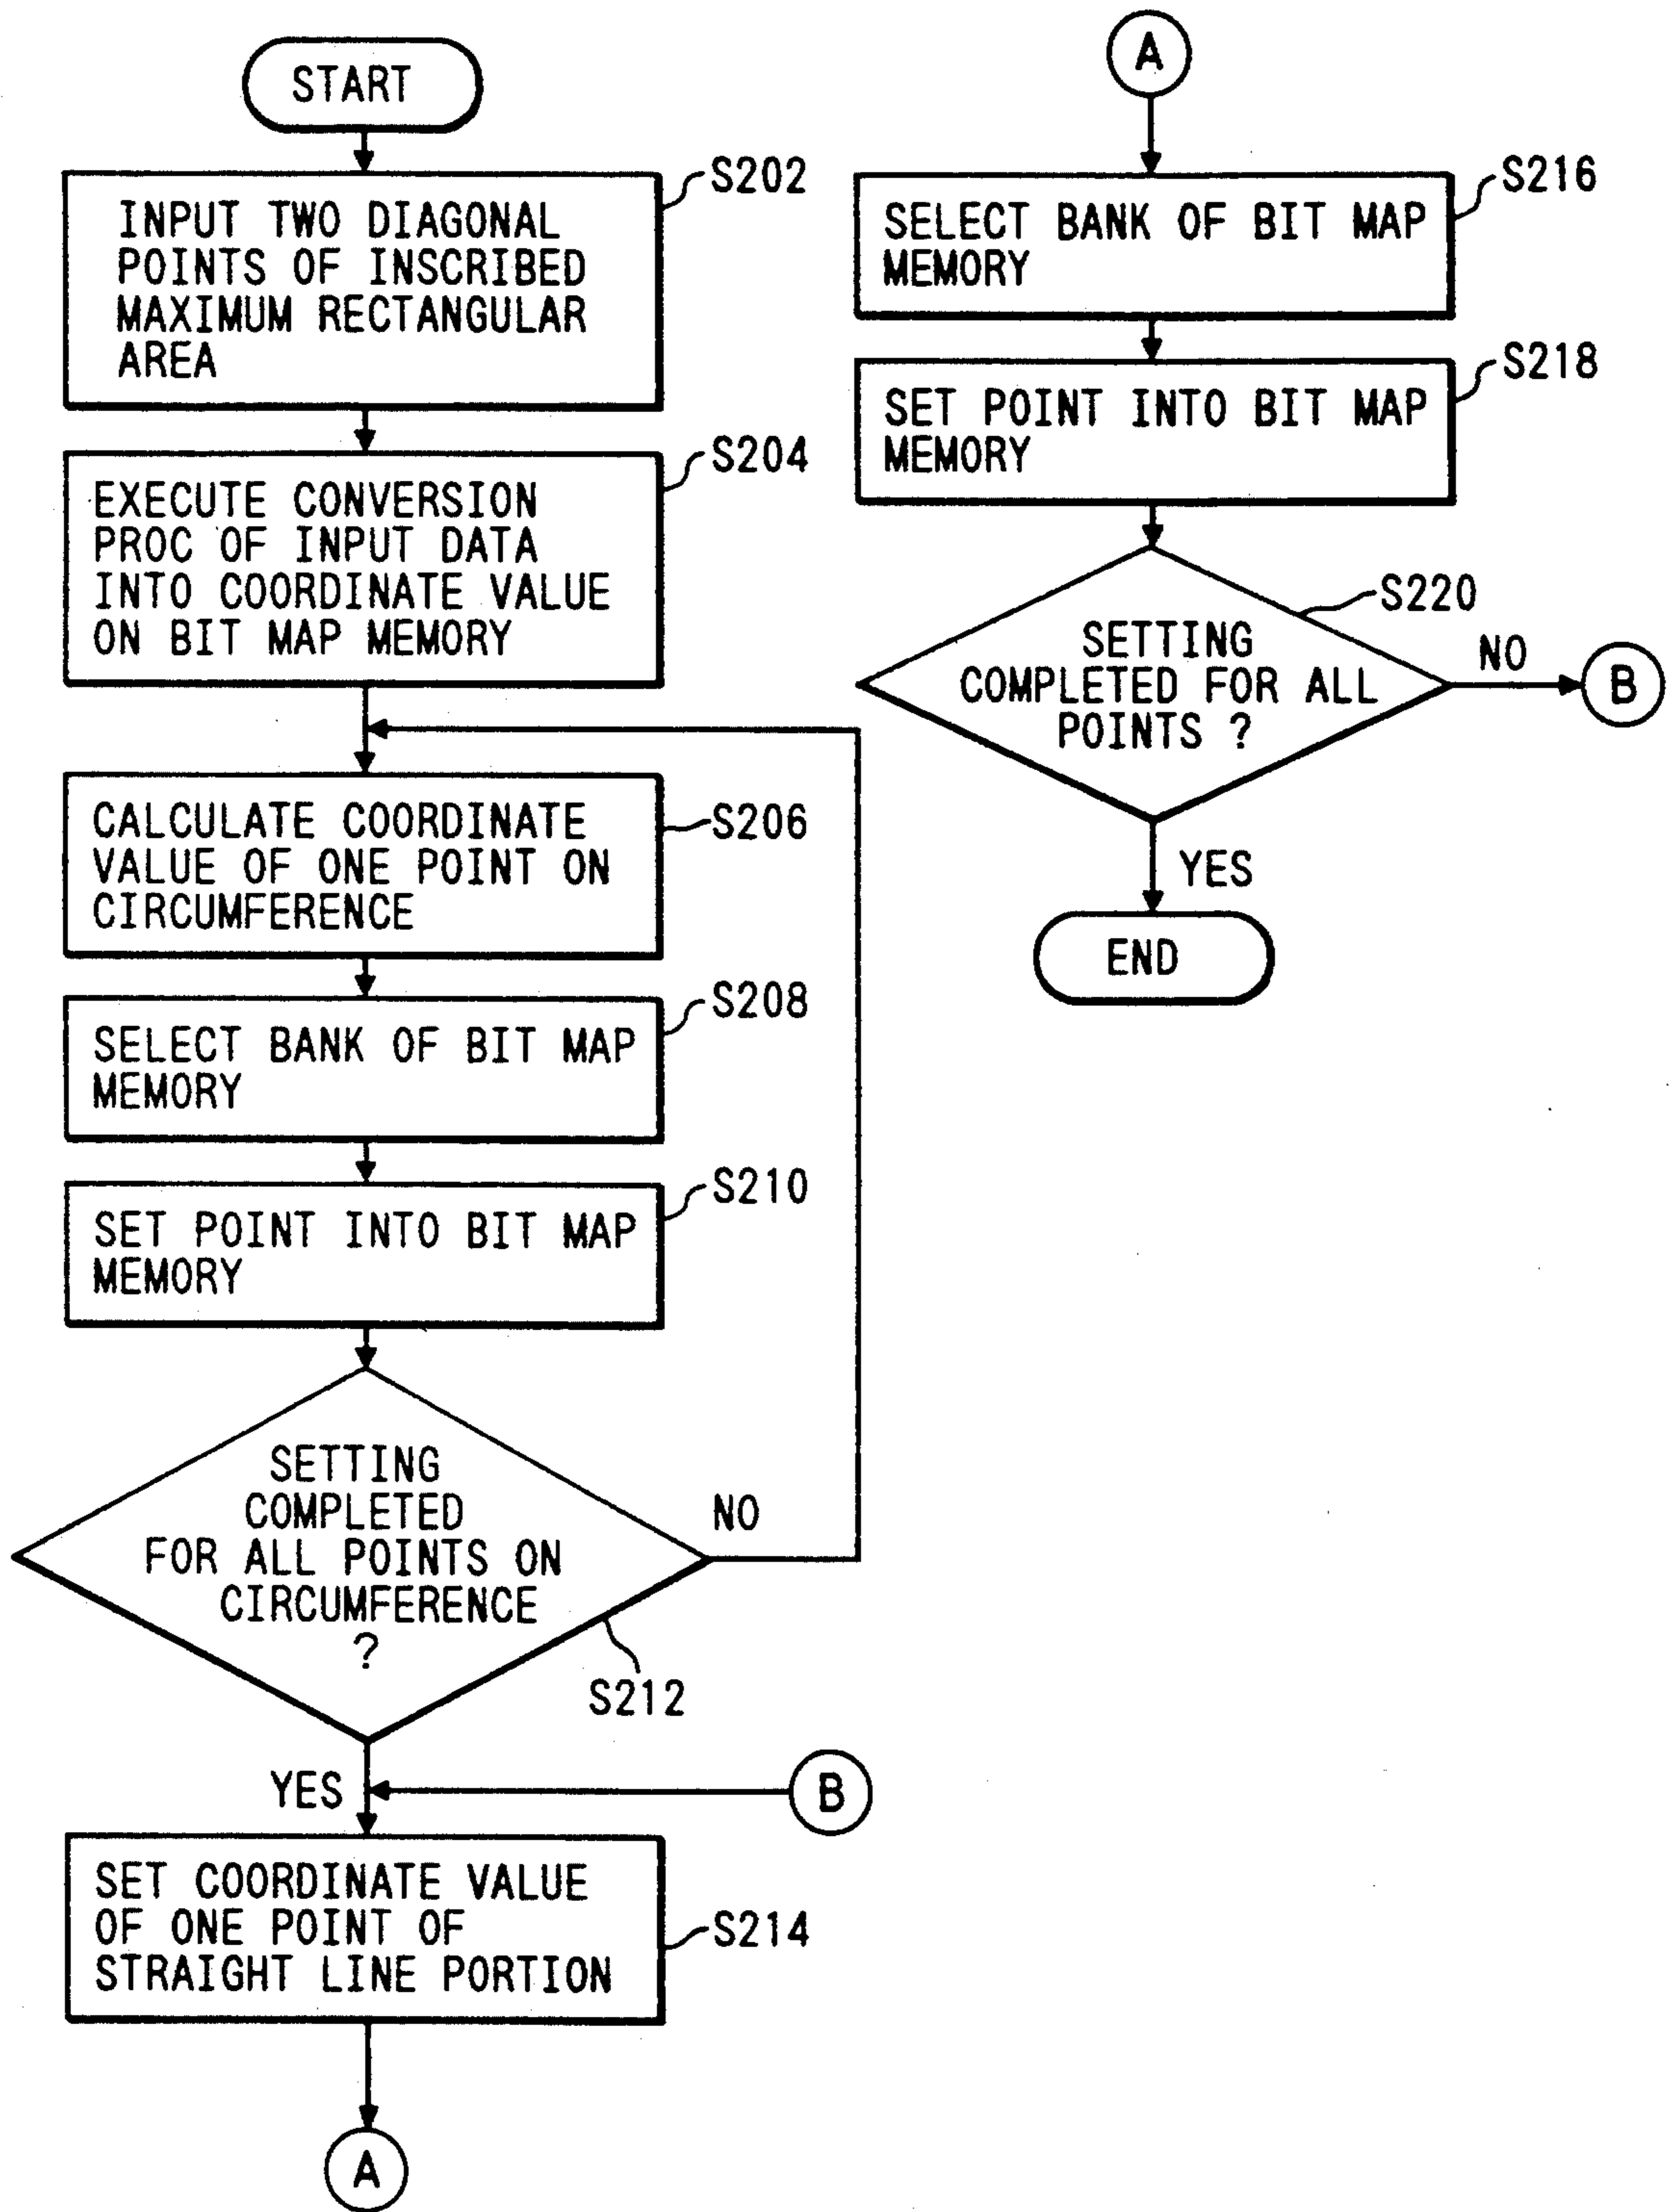 START
S202
INPUT TWO DIAGONAL
POINTS OF INSCRIBED
MAXIMUM RECTANGULAR
AREA
S204
EXECUTE CONVERSION
PROC OF INPUT DATA
INTO COORDINATE VALUE
ON BIT MAP MEMORY
S206
CALCULATE COORDINATE
VALUE OF ONE POINT ON
CIRCUMFERENCE
S208
SELECT BANK OF BIT MAP
MEMORY
S210
SET POINT INTO BIT MAP
MEMORY
SETTING
COMPLETED
FOR ALL POINTS ON
CIRCUMFERENCE
?
NO
S212
YES
B
SET COORDINATE VALUE
OF ONE POINT OF
STRAIGHT LINE PORTION
S214
A
A
S216
SELECT BANK OF BIT MAP
MEMORY
S218
SET POINT INTO BIT MAP
MEMORY
S220
SETTING
COMPLETED FOR ALL
POINTS ?
NO
B
YES
END